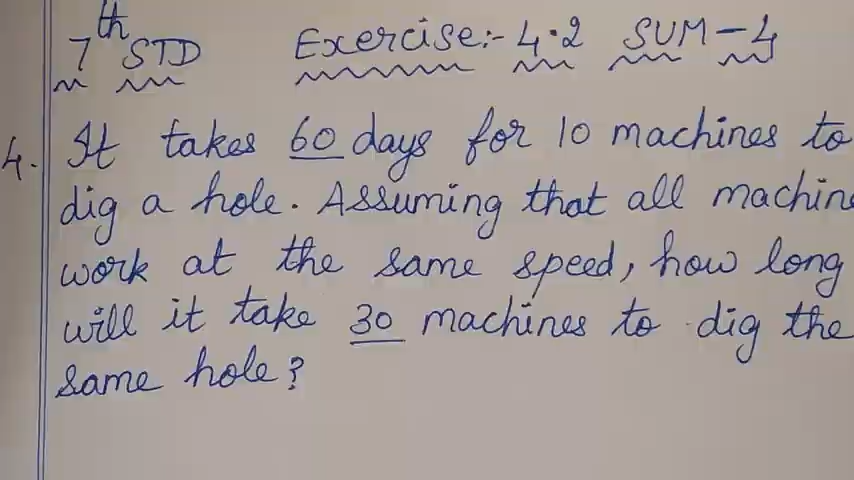 7th STD Exercise:- 4.2 SUM-4
4. It takes 60 days for 10 machines to
dig a hole. Assuming that all machine
work at the same speed, how long
will it take 30 machines to dig the
same hole?